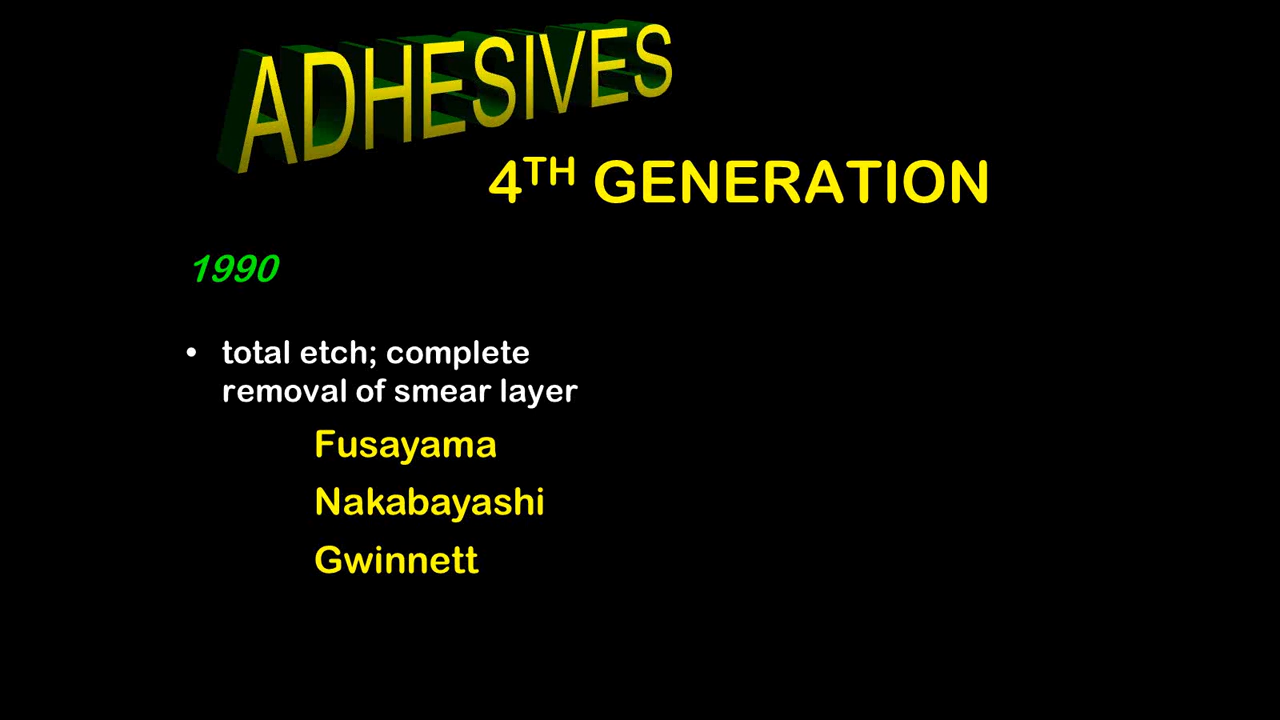 ADHESIVES
4TH GENERATION
1990
• total etch; complete
removal of smear layer
Fusayama
Nakabayashi
Gwinnett